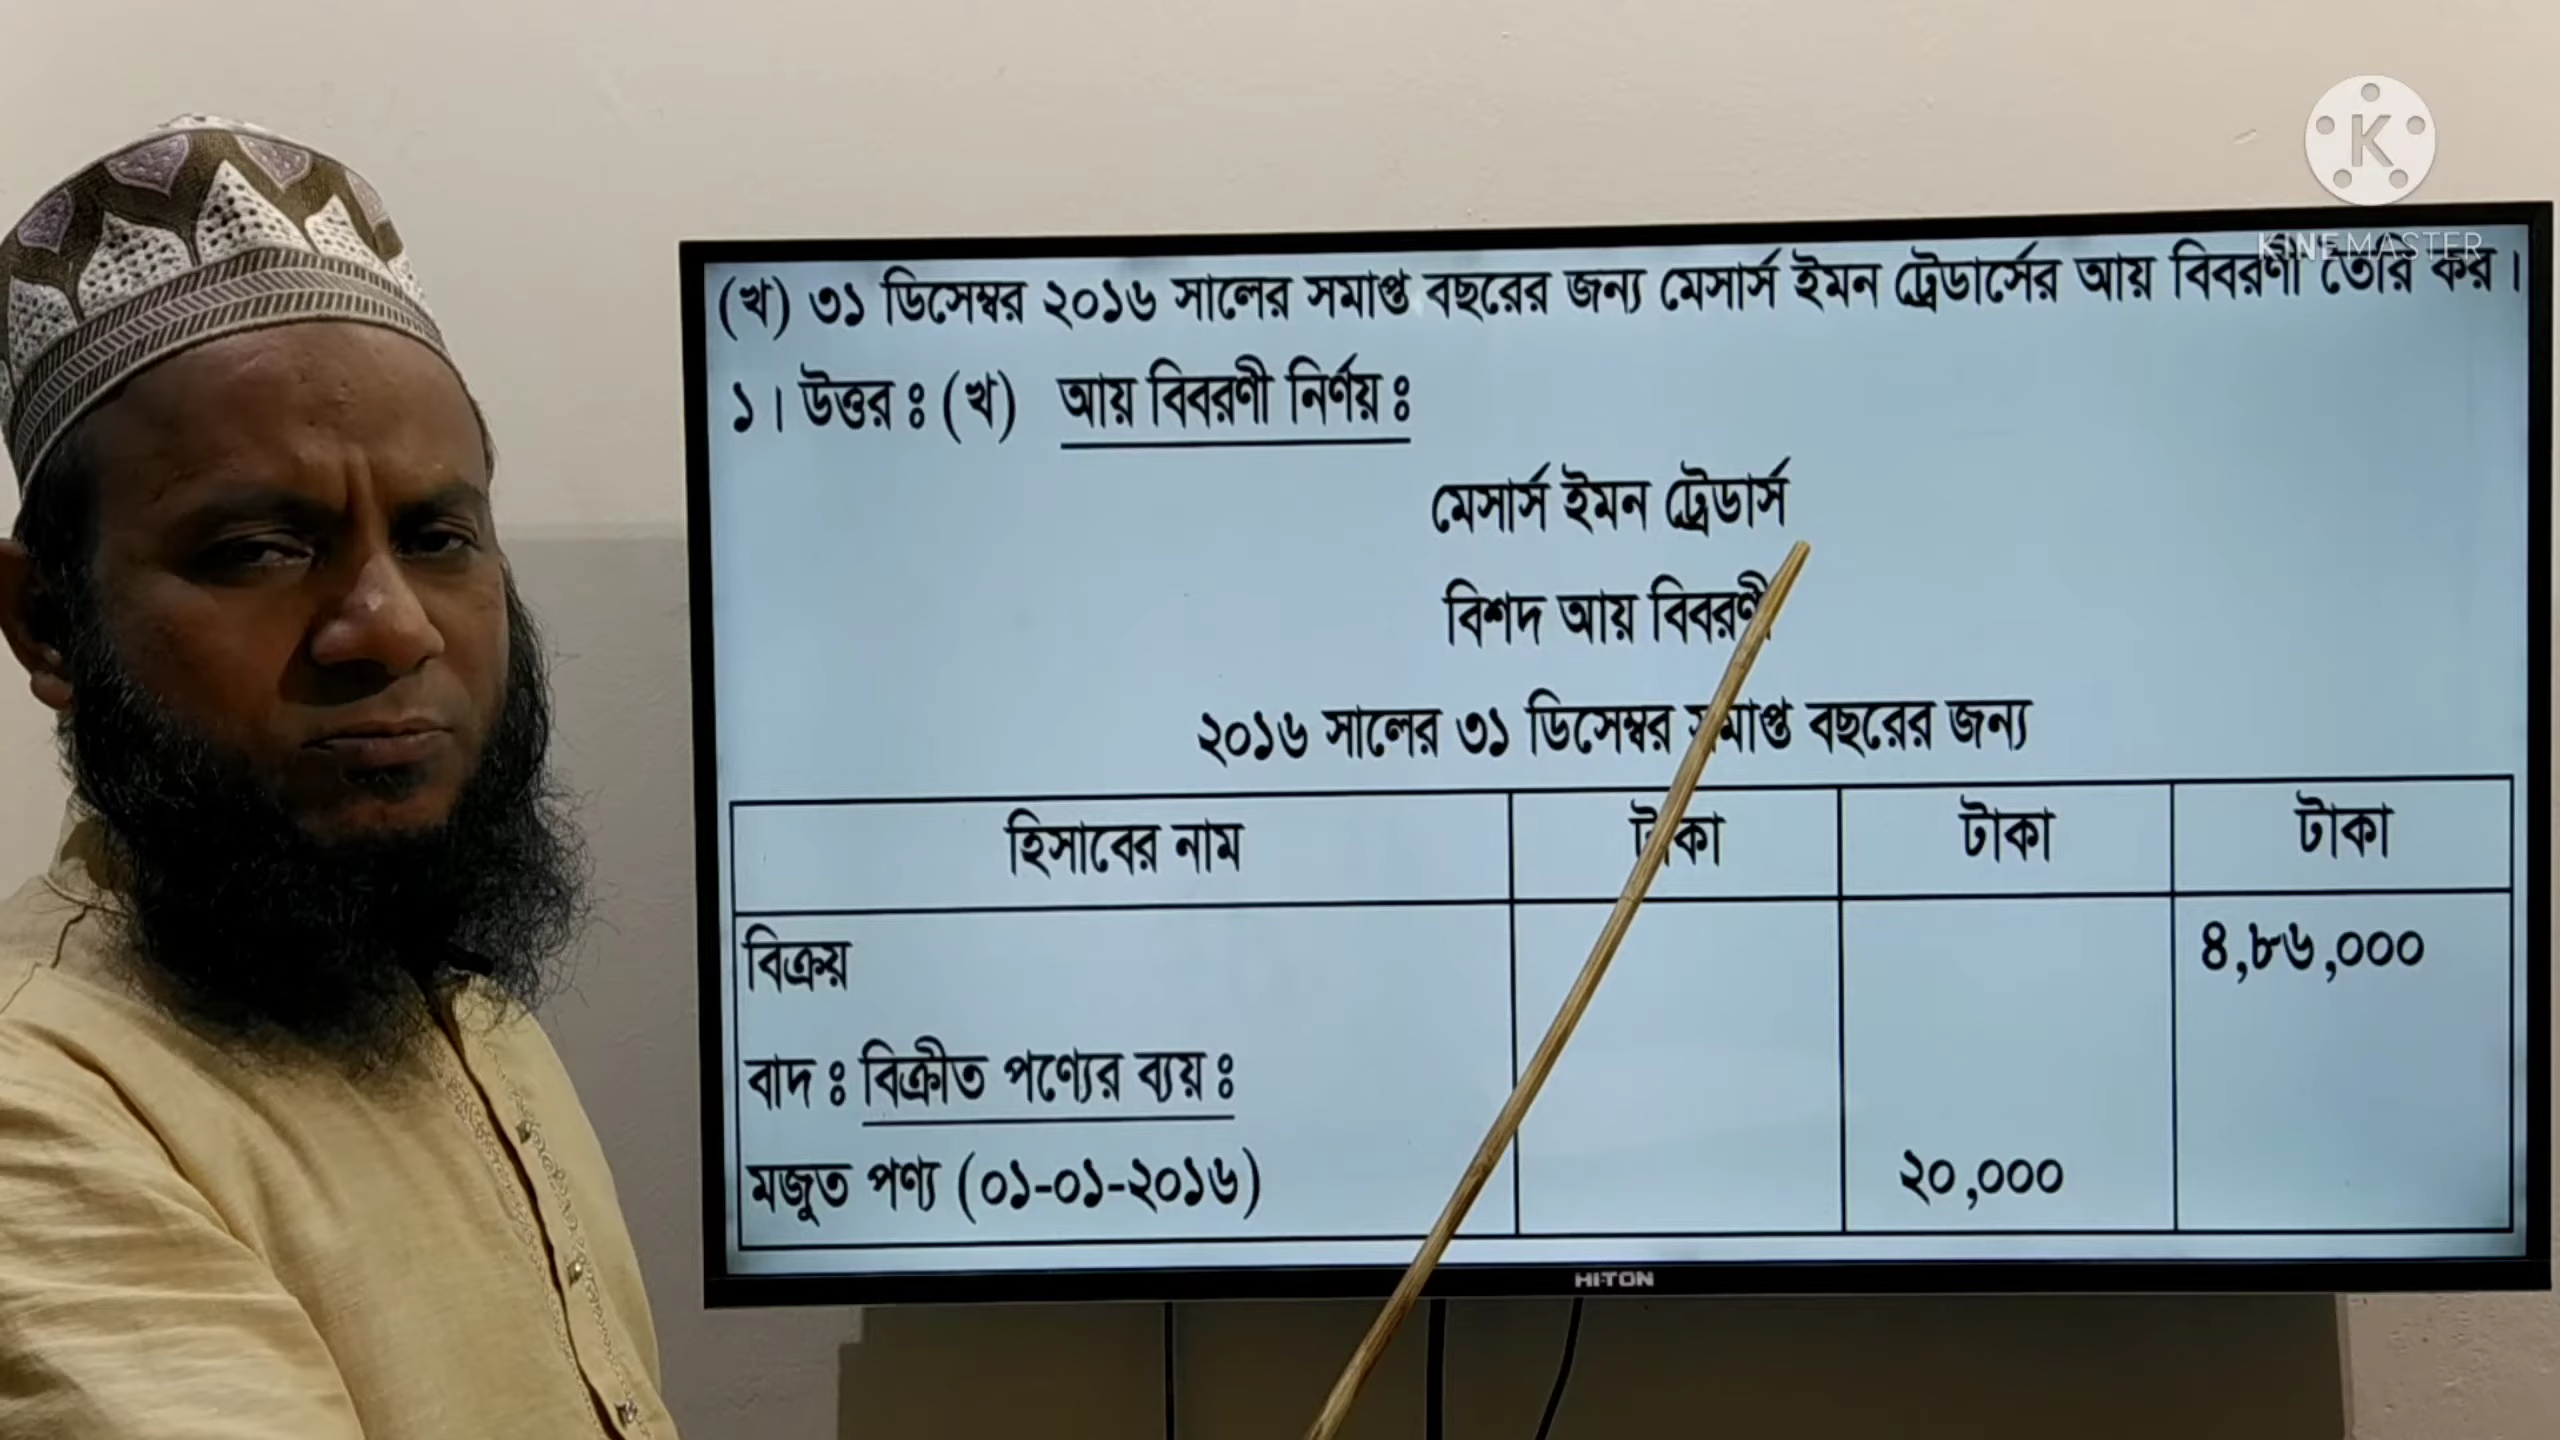 K
KINEMASTER
(খ) ৩১ ডিসেম্বর ২০১৬ সালের সমাপ্ত বছরের জন্য মেসার্স ইমন ট্রেডার্সের আয় বিবরণী তৈরি কর।
১। উত্তর ঃ (খ) আয় বিবরণী নির্ণয় ঃ
মেসার্স ইমন ট্রেডার্স
বিশদ আয় বিবরণী
২০১৬ সালের ৩১ ডিসেম্বর সমাপ্ত বছরের জন্য
হিসাবের নাম টাকা টাকা টাকা
বিক্রয় ৪,৮৬,০০০
বাদ ঃ বিক্রীত পণ্যের ব্যয় ঃ
মজুত পণ্য (০১-০১-২০১৬) ২০,০০০
HITON